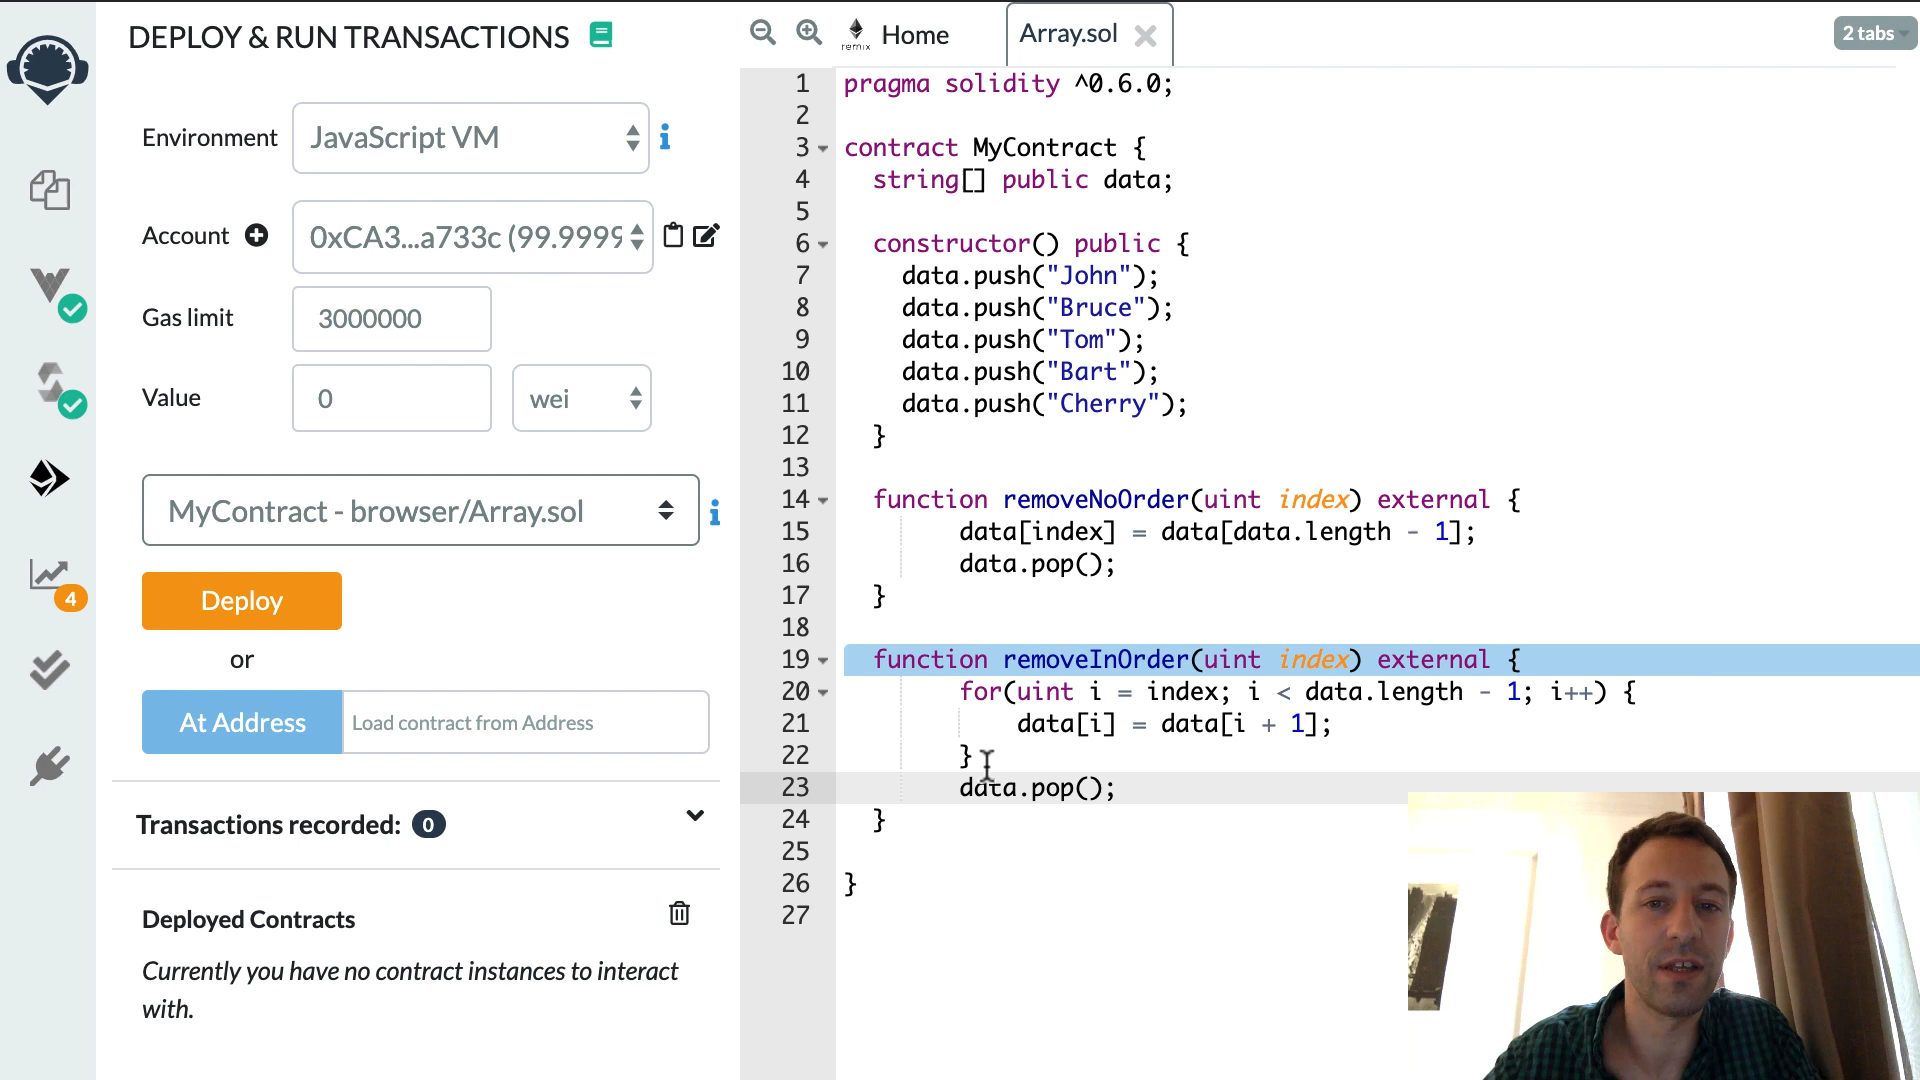 DEPLOY & RUN TRANSACTIONS
Environment
JavaScript VM
Account
0xCA3...a733c (99.9999
Gas limit
3000000
Value
0
wei
MyContract - browser/Array.sol
4
Deploy
or
At Address
Load contract from Address
Transactions recorded: 0
Deployed Contracts
Currently you have no contract instances to interact
with.
remix
Home
Array.sol
2 tabs
1 pragma solidity ^0.6.0;
2
3 contract MyContract {
4 string[] public data;
5
6 constructor() public {
7 data.push("John");
8 data.push("Bruce");
9 data.push("Tom");
10 data.push("Bart");
11 data.push("Cherry");
12 }
13
14 function removeNoOrder(uint index) external {
15 data[index] = data[data.length - 1];
16 data.pop();
17 }
18
19 function removeInOrder(uint index) external {
20 for(uint i = index; i < data.length - 1; i++) {
21 data[i] = data[i + 1];
22 }
23 data.pop();
24 }
25
26 }
27